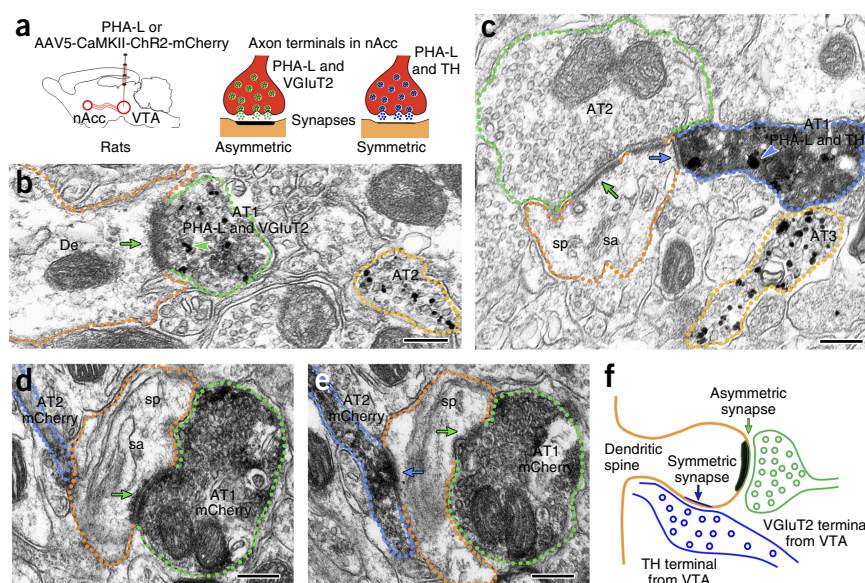 a
PHA-L or
AAV5-CaMKII-ChR2-mCherry
nAcc
VTA
Rats
Axon terminals in nAcc
PHA-L and
VGluT2
PHA-L
and TH
Synapses
Asymmetric
Symmetric
b
De
AT1
PHA-L and VGluT2
AT2
c
AT2
AT1
PHA-L and TH
sp
sa
AT3
d
AT2
mCherry
sp
sa
AT1
mCherry
e
AT2
mCherry
sp
AT1
mCherry
f
Asymmetric
synapse
Dendritic
spine
Symmetric
synapse
VGluT2 terminal
from VTA
TH terminal
from VTA